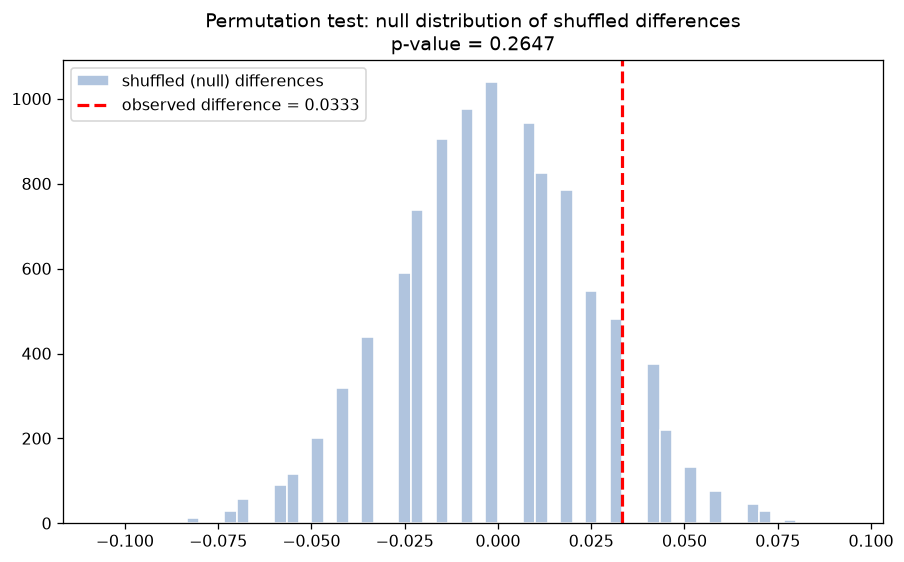 Permutation test: null distribution of shuffled differences
p-value = 0.2647
shuffled (null) differences
observed difference = 0.0333
1000
800
600
400
200
0
−0.100 −0.075 −0.050 −0.025 0.000 0.025 0.050 0.075 0.100